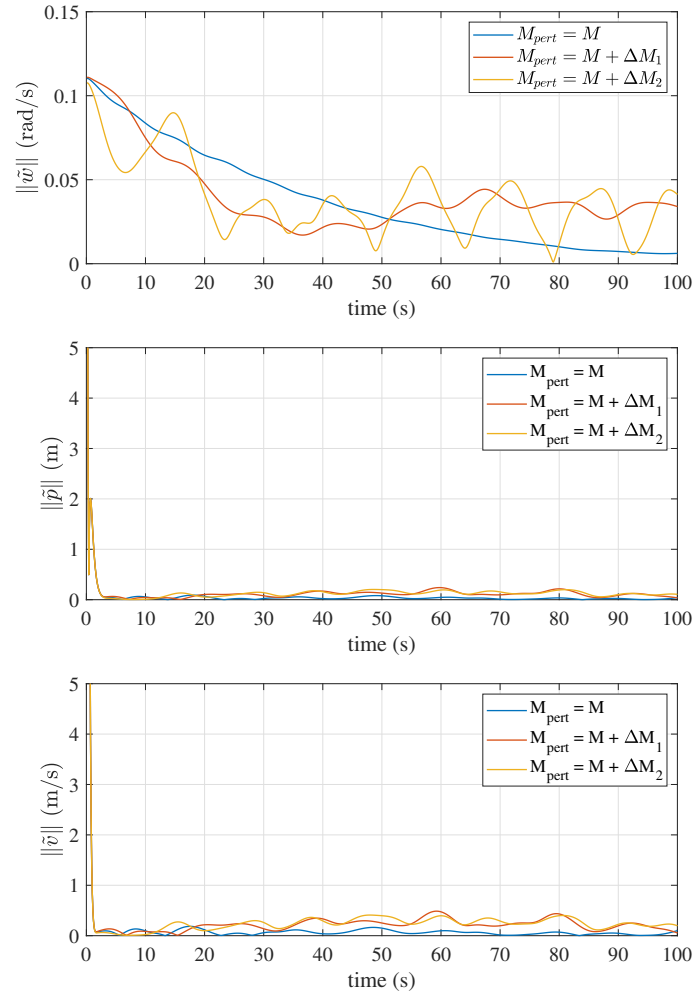 0.15
0.1
0.05
0
||w̃|| (rad/s)
M_pert = M
M_pert = M + ΔM_1
M_pert = M + ΔM_2
0 10 20 30 40 50 60 70 80 90 100
time (s)
5
4
3
2
1
0
||p̃|| (m)
M_pert = M
M_pert = M + ΔM_1
M_pert = M + ΔM_2
0 10 20 30 40 50 60 70 80 90 100
time (s)
5
4
3
2
1
0
||ṽ|| (m/s)
M_pert = M
M_pert = M + ΔM_1
M_pert = M + ΔM_2
0 10 20 30 40 50 60 70 80 90 100
time (s)